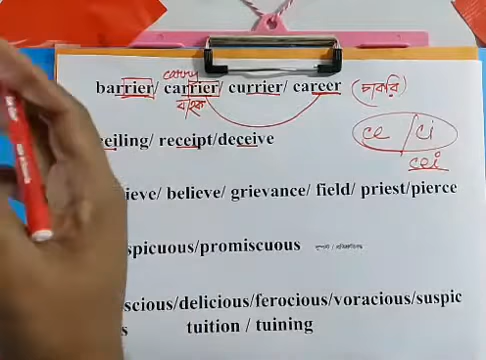 carry
barrier/ carrier/ currier/ career (চাকরি)
বাহক
ce / ci
ceiling/ receipt/deceive
cei
ieve/ believe/ grievance/ field/ priest/pierce
spicuous/promiscuous
scious/delicious/ferocious/voracious/suspic
s tuition / tuining